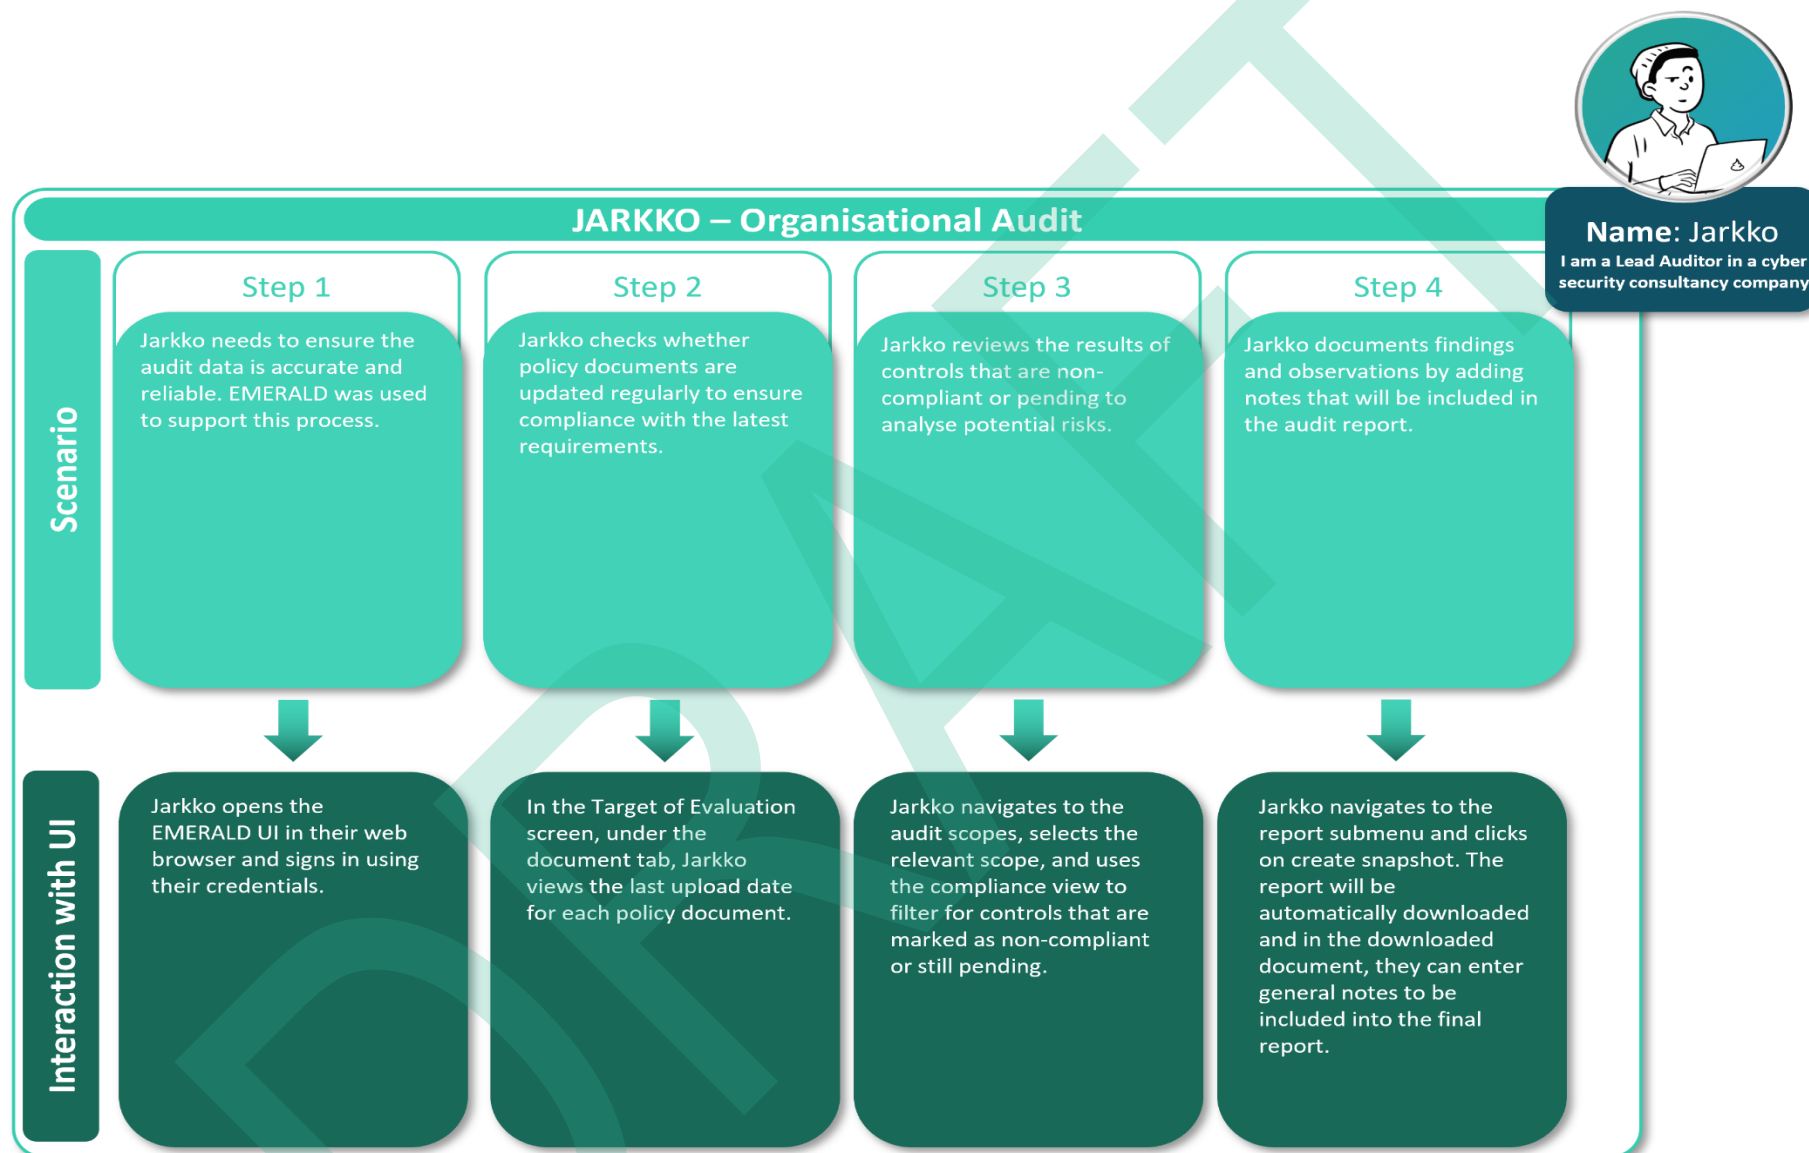 JARKKO – Organisational Audit
Name: Jarkko
I am a Lead Auditor in a cyber
security consultancy company
Scenario
Step 1
Jarkko needs to ensure the
audit data is accurate and
reliable. EMERALD was used
to support this process.
Step 2
Jarkko checks whether
policy documents are
updated regularly to ensure
compliance with the latest
requirements.
Step 3
Jarkko reviews the results of
controls that are non-
compliant or pending to
analyse potential risks.
Step 4
Jarkko documents findings
and observations by adding
notes that will be included in
the audit report.
Interaction with UI
Jarkko opens the
EMERALD UI in their web
browser and signs in using
their credentials.
In the Target of Evaluation
screen, under the
document tab, Jarkko
views the last upload date
for each policy document.
Jarkko navigates to the
audit scopes, selects the
relevant scope, and uses
the compliance view to
filter for controls that are
marked as non-compliant
or still pending.
Jarkko navigates to the
report submenu and clicks
on create snapshot. The
report will be
automatically downloaded
and in the downloaded
document, they can enter
general notes to be
included into the final
report.
DRAFT